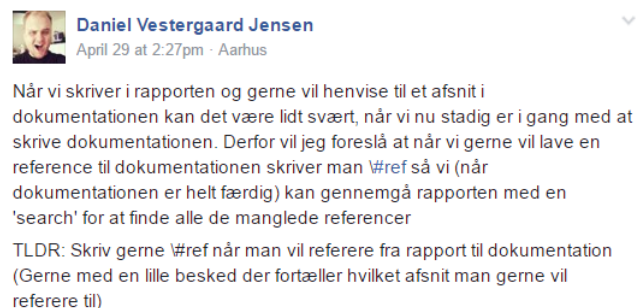 Daniel Vestergaard Jensen
April 29 at 2:27pm · Aarhus
Når vi skriver i rapporten og gerne vil henvise til et afsnit i
dokumentationen kan det være lidt svært, når vi nu stadig er i gang med at
skrive dokumentationen. Derfor vil jeg foreslå at når vi gerne vil lave en
reference til dokumentationen skriver man \#ref så vi (når
dokumentationen er helt færdig) kan gennemgå rapporten med en
'search' for at finde alle de manglede referencer
TLDR: Skriv gerne \#ref når man vil referere fra rapport til dokumentation
(Gerne med en lille besked der fortæller hvilket afsnit man gerne vil
referere til)